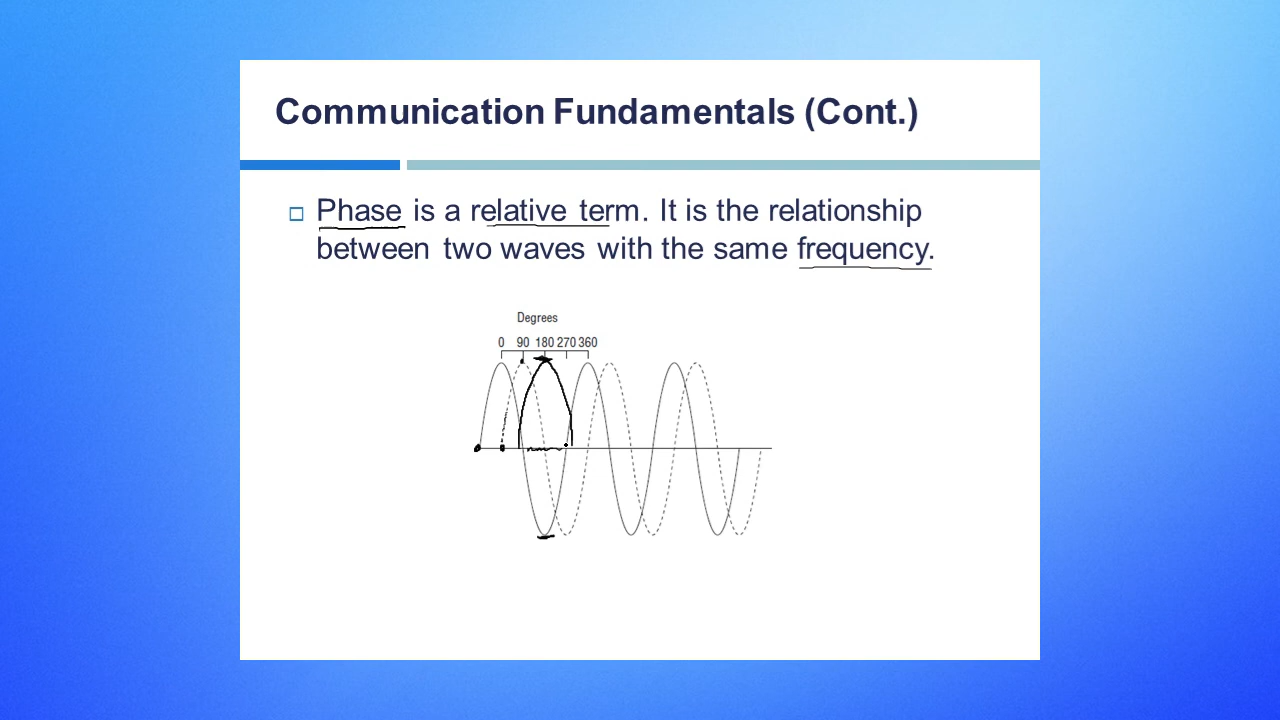 Communication Fundamentals (Cont.)
Phase is a relative term. It is the relationship
between two waves with the same frequency.
Degrees
0 90 180 270 360